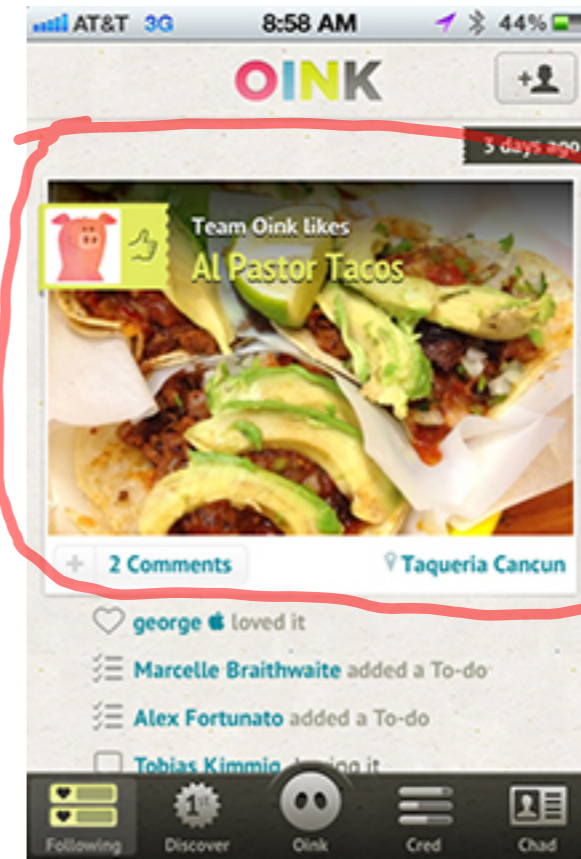 AT&T 3G 8:58 AM 44%
OINK
3 days ago
Team Oink likes
Al Pastor Tacos
2 Comments Taqueria Cancun
george loved it
Marcelle Braithwaite added a To-do
Alex Fortunato added a To-do
Tobias Kimmig it
1st
Following Discover Oink Cred Chad